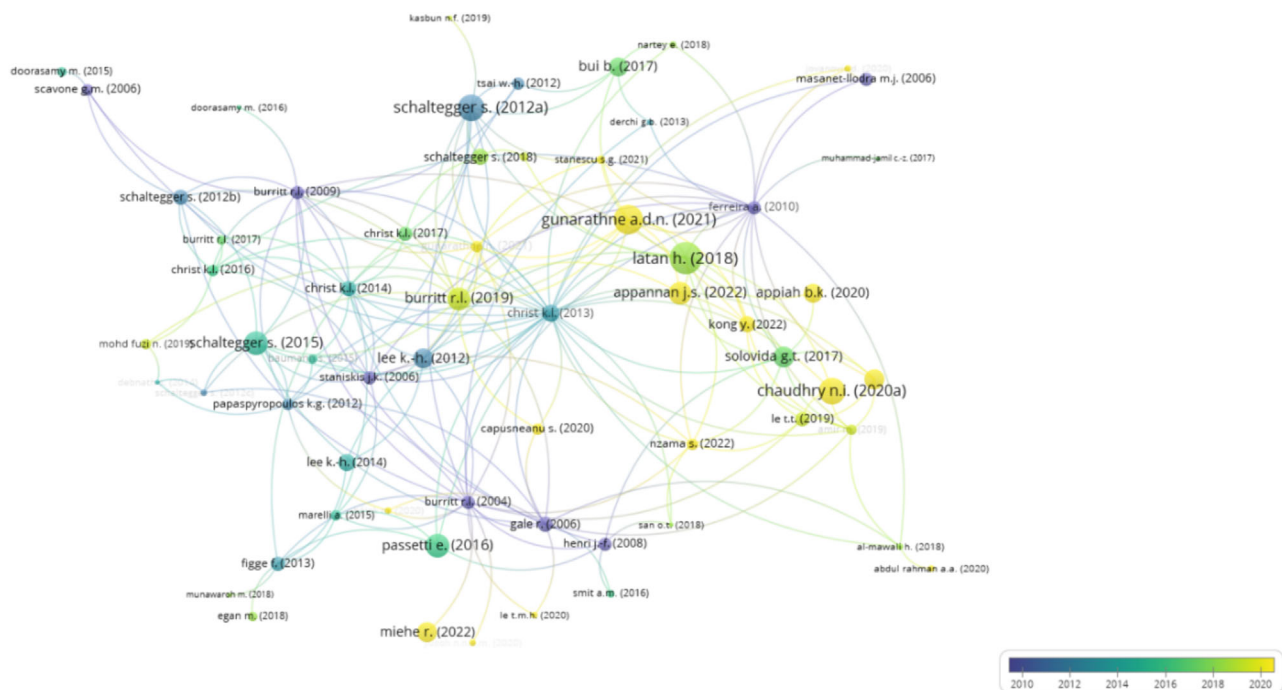 kasbun n.f. (2019)
nartey e. (2018)
bui b. (2017)
doorasamy m. (2015)
masanet-llodra m.j. (2006)
tsai w.-h. (2012)
scavone g.m. (2006)
schaltegger s. (2012a)
doorasamy m. (2016)
derchi g.b. (2013)
schaltegger s. (2018)
stanescu s.g. (2021)
muhammad-jamil c.-z. (2017)
burritt r.l. (2009)
schaltegger s. (2012b)
ferreira a. (2010)
gunarathne a.d.n. (2021)
christ k.l. (2017)
burritt r.l. (2017)
latan h. (2018)
christ k.l. (2016)
christ k.l. (2014)
appannan j.s. (2022)
appiah b.k. (2020)
burritt r.l. (2019)
christ k.l. (2013)
kong y. (2022)
mohd fuzi n. (2019)
schaltegger s. (2015)
lee k.-h. (2012)
solovida g.t. (2017)
staniskis j.k. (2006)
chaudhry n.i. (2020a)
papaspyropoulos k.g. (2012)
le t.t. (2019)
capusneanu s. (2020)
nzama s. (2022)
lee k.-h. (2014)
burritt r.l. (2004)
marelli a. (2015)
gale r. (2006)
san o.t. (2018)
passetti e. (2016)
henri j.-f. (2008)
al-mawali h. (2018)
figge f. (2013)
abdul rahman a.a. (2020)
munawaroh m. (2018)
smit a.m. (2016)
egan m. (2018)
le t.m.h. (2020)
miehe r. (2022)
2010 2012 2014 2016 2018 2020